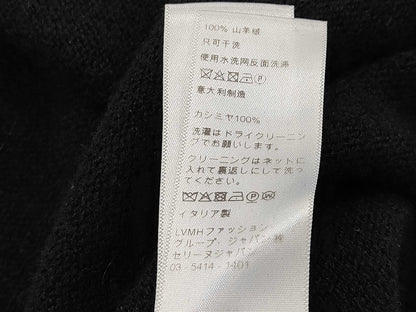 100% 山羊绒
只可干洗
使用水洗网反面洗涤
意大利制造
カシミヤ100%
洗濯はドライクリーニン
グでお願いします。
クリーニングはネットに
入れて裏返しにして洗っ
てください。
イタリア製
LVMHファッション
グループ・ジャパン㈱
セリーヌジャパン
03-5414-1401